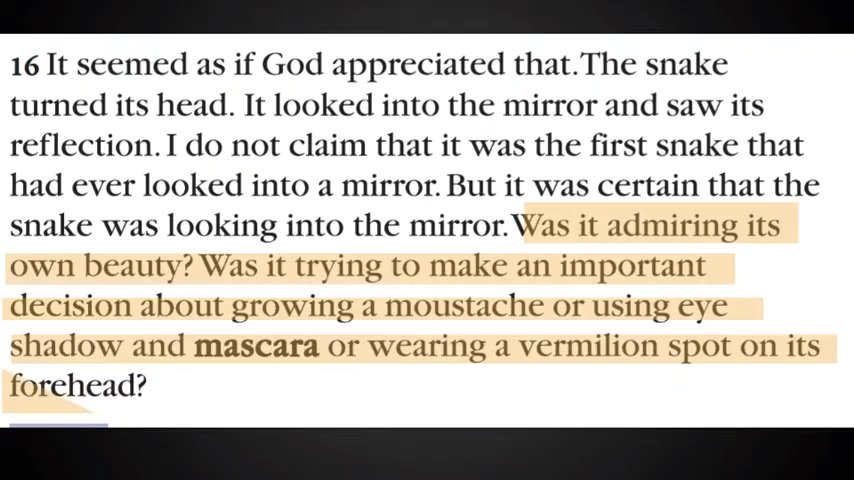 16 It seemed as if God appreciated that. The snake
turned its head. It looked into the mirror and saw its
reflection. I do not claim that it was the first snake that
had ever looked into a mirror. But it was certain that the
snake was looking into the mirror. Was it admiring its
own beauty? Was it trying to make an important
decision about growing a moustache or using eye
shadow and mascara or wearing a vermilion spot on its
forehead?